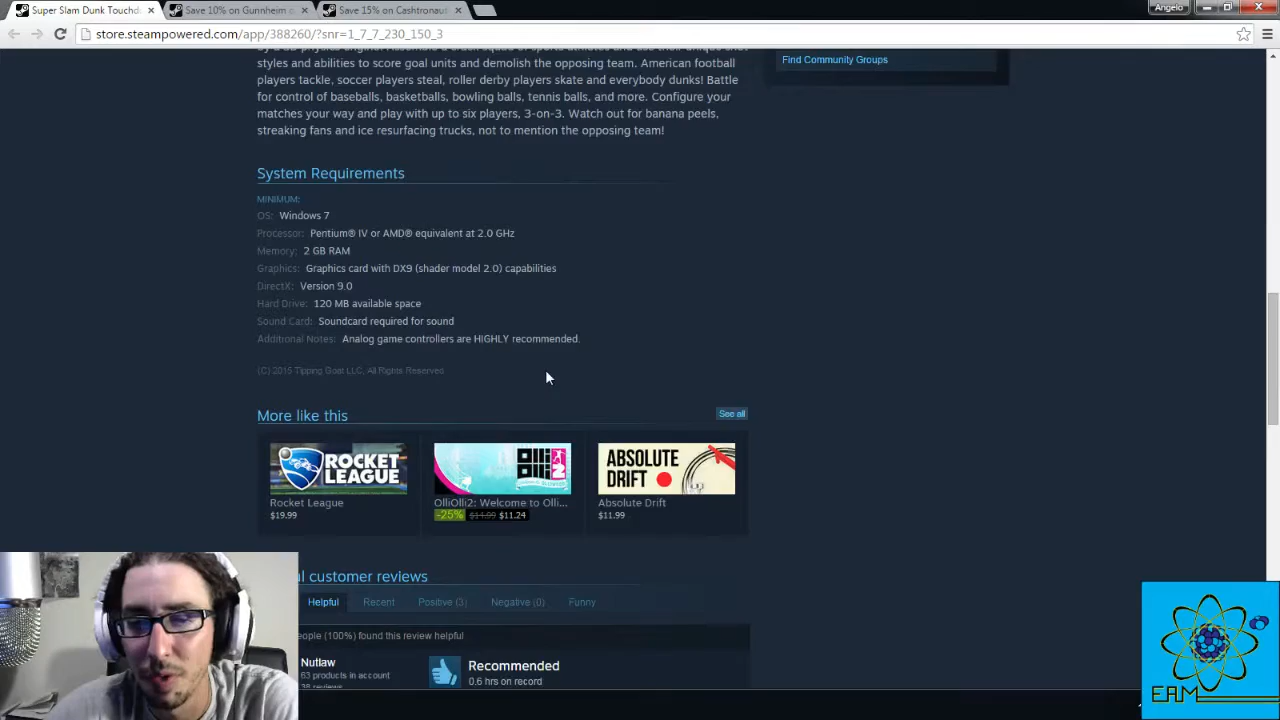 Super Slam Dunk Touchd
Save 10% on Gunnheim o
Save 15% on Cashtronaut
Angelo
store.steampowered.com/app/388260/?snr=1_7_7_230_150_3
styles and abilities to score goal units and demolish the opposing team. American football
players tackle, soccer players steal, roller derby players skate and everybody dunks! Battle
for control of baseballs, basketballs, bowling balls, tennis balls, and more. Configure your
matches your way and play with up to six players, 3-on-3. Watch out for banana peels,
streaking fans and ice resurfacing trucks, not to mention the opposing team!
Find Community Groups
System Requirements
MINIMUM:
OS: Windows 7
Processor: Pentium® IV or AMD® equivalent at 2.0 GHz
Memory: 2 GB RAM
Graphics: Graphics card with DX9 (shader model 2.0) capabilities
DirectX: Version 9.0
Hard Drive: 120 MB available space
Sound Card: Soundcard required for sound
Additional Notes: Analog game controllers are HIGHLY recommended.
(C) 2015 Tipping Goat LLC, All Rights Reserved
More like this
See all
ROCKET LEAGUE
OLLI OLLI 2
ABSOLUTE DRIFT
Rocket League
OlliOlli2: Welcome to Olli...
Absolute Drift
$19.99
-25% $14.99 $11.24
$11.99
customer reviews
Helpful Recent Positive (3) Negative (0) Funny
(100%) found this review helpful
Nutlaw
63 products in account
38 reviews
Recommended
0.6 hrs on record
EAM